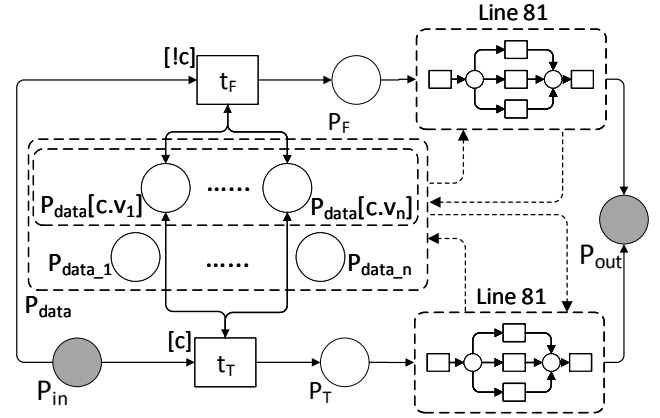 Line 81
[!c]
t_F
P_F
P_data[c.v_1]
......
P_data[c.v_n]
P_data_1
......
P_data_n
P_out
P_data
Line 81
[c]
t_T
P_in
P_T